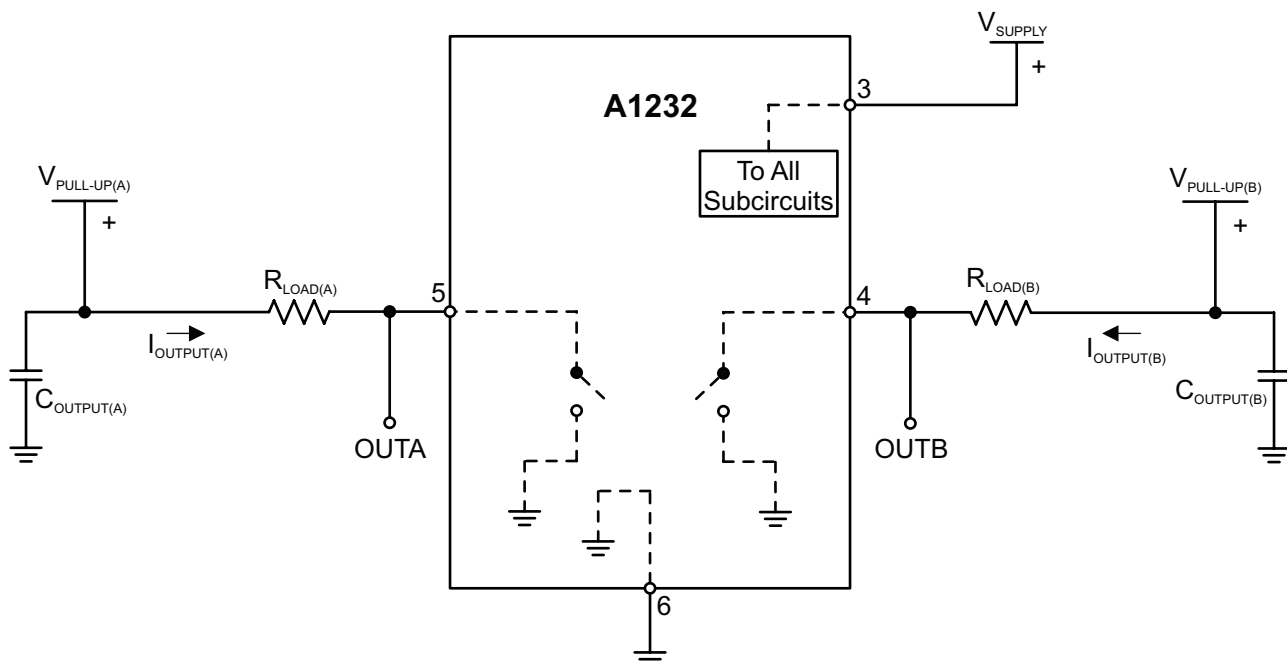 VSUPPLY
+
A1232
3
To All
Subcircuits
VPULL-UP(A)
+
VPULL-UP(B)
+
RLOAD(A)
5
4
RLOAD(B)
IOUTPUT(A)
IOUTPUT(B)
COUTPUT(A)
COUTPUT(B)
OUTA
OUTB
6